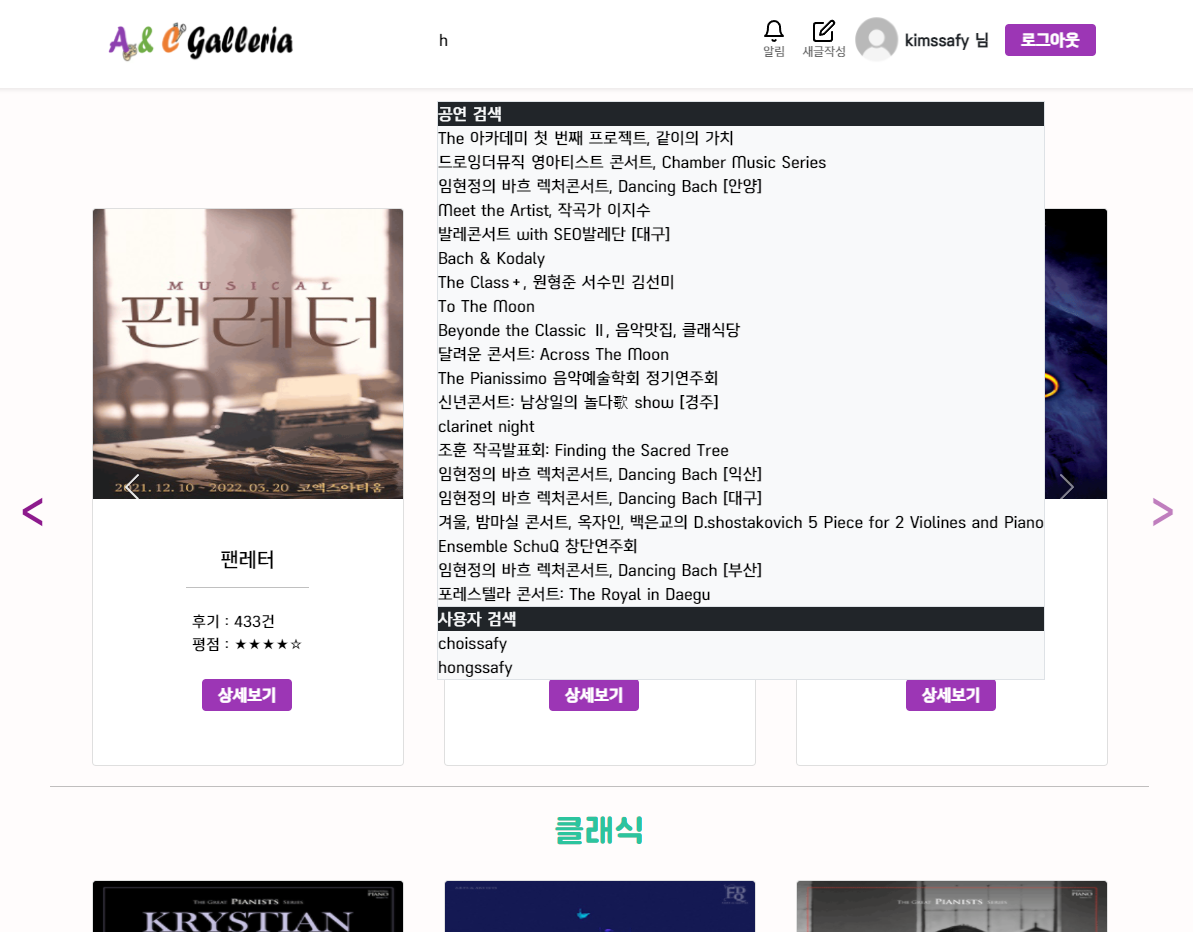 A & C Galleria
h
알림
새글작성
kimssafy 님
로그아웃
공연 검색
The 아카데미 첫 번째 프로젝트, 같이의 가치
드로잉더뮤직 영아티스트 콘서트, Chamber Music Series
임현정의 바흐 렉처콘서트, Dancing Bach [안양]
Meet the Artist, 작곡가 이지수
발레콘서트 with SEO발레단 [대구]
Bach & Kodaly
The Class+, 원형준 서수민 김선미
To The Moon
Beyonde the Classic Ⅱ, 음악맛집, 클래식당
달려운 콘서트: Across The Moon
The Pianissimo 음악예술학회 정기연주회
신년콘서트: 남상일의 놀다歌 show [경주]
clarinet night
조훈 작곡발표회: Finding the Sacred Tree
임현정의 바흐 렉처콘서트, Dancing Bach [익산]
임현정의 바흐 렉처콘서트, Dancing Bach [대구]
겨울, 밤마실 콘서트, 옥자인, 백은교의 D.shostakovich 5 Piece for 2 Violines and Piano
Ensemble SchuQ 창단연주회
임현정의 바흐 렉처콘서트, Dancing Bach [부산]
포레스텔라 콘서트: The Royal in Daegu
사용자 검색
choissafy
hongssafy
MUSICAL
팬레터
2021. 12. 10 ~ 2022. 03. 20 코엑스아티움
<
>
팬레터
후기 : 433건
평점 : ★★★★☆
상세보기
상세보기
상세보기
클래식
THE GREAT PIANISTS SERIES
KRYSTIAN
THE GREAT PIANISTS SERIES